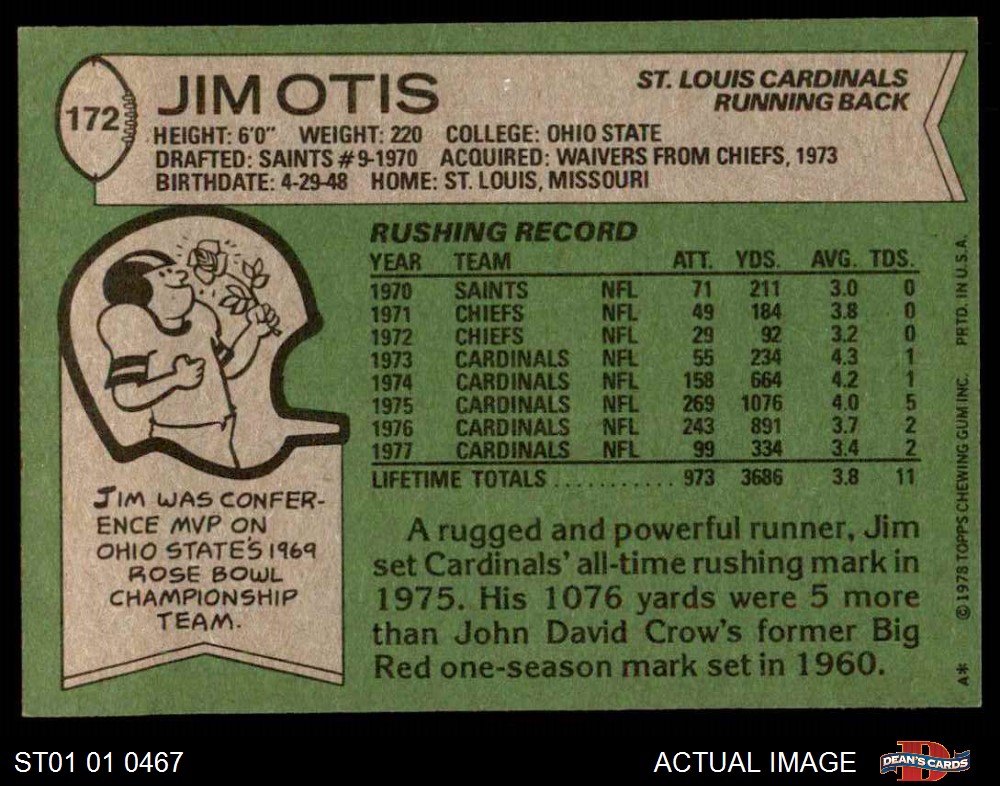 172
JIM OTIS
ST. LOUIS CARDINALS
RUNNING BACK
HEIGHT: 6'0" WEIGHT: 220 COLLEGE: OHIO STATE
DRAFTED: SAINTS #9-1970 ACQUIRED: WAIVERS FROM CHIEFS, 1973
BIRTHDATE: 4-29-48 HOME: ST. LOUIS, MISSOURI
RUSHING RECORD
YEAR TEAM ATT. YDS. AVG. TDS.
1970 SAINTS NFL 71 211 3.0 0
1971 CHIEFS NFL 49 184 3.8 0
1972 CHIEFS NFL 29 92 3.2 0
1973 CARDINALS NFL 55 234 4.3 1
1974 CARDINALS NFL 158 664 4.2 1
1975 CARDINALS NFL 269 1076 4.0 5
1976 CARDINALS NFL 243 891 3.7 2
1977 CARDINALS NFL 99 334 3.4 2
LIFETIME TOTALS ........... 973 3686 3.8 11
JIM WAS CONFER-
ENCE MVP ON
OHIO STATE'S 1969
ROSE BOWL
CHAMPIONSHIP
TEAM.
A rugged and powerful runner, Jim
set Cardinals' all-time rushing mark in
1975. His 1076 yards were 5 more
than John David Crow's former Big
Red one-season mark set in 1960.
A* © 1978 TOPPS CHEWING GUM INC. PRTD. IN U.S.A.
ST01 01 0467
ACTUAL IMAGE
D
DEAN'S CARDS